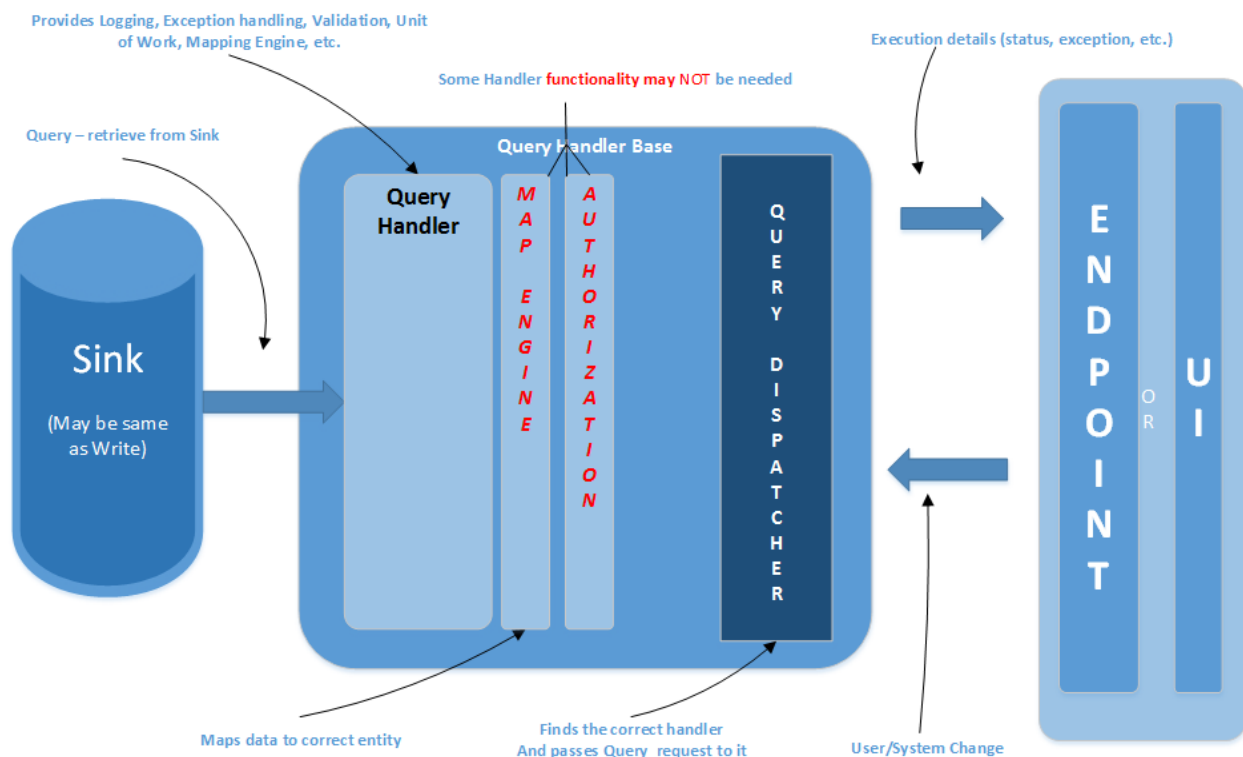 Provides Logging, Exception handling, Validation, Unit
of Work, Mapping Engine, etc.
Execution details (status, exception, etc.)
Some Handler functionality may NOT be needed
Query – retrieve from Sink
Query Handler Base
Query
Handler
MAP ENGINE
AUTHORIZATION
QUERY DISPATCHER
ENDPOINT
OR
UI
Sink
(May be same
as Write)
Maps data to correct entity
Finds the correct handler
And passes Query request to it
User/System Change